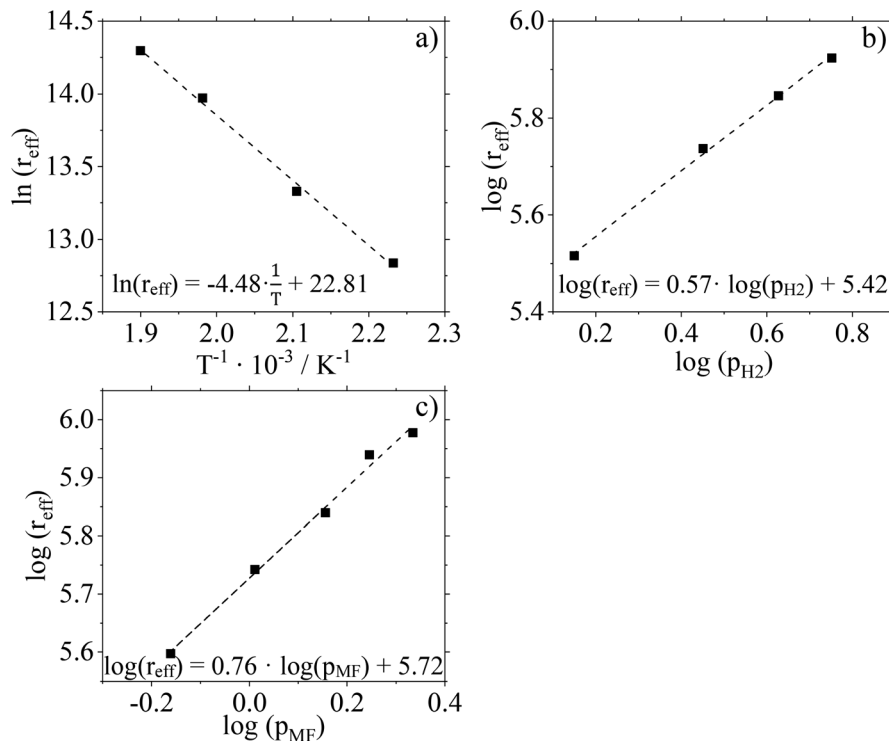 a)
14.5
14.0
13.5
13.0
12.5
ln (r_eff)
ln(r_eff) = -4.48·1/T + 22.81
1.9 2.0 2.1 2.2 2.3
T⁻¹ · 10⁻³ / K⁻¹
b)
6.0
5.8
5.6
5.4
log (r_eff)
log(r_eff) = 0.57· log(p_H2) + 5.42
0.2 0.4 0.6 0.8
log (p_H2)
c)
6.0
5.9
5.8
5.7
5.6
log (r_eff)
log(r_eff) = 0.76 · log(p_MF) + 5.72
-0.2 0.0 0.2 0.4
log (p_MF)